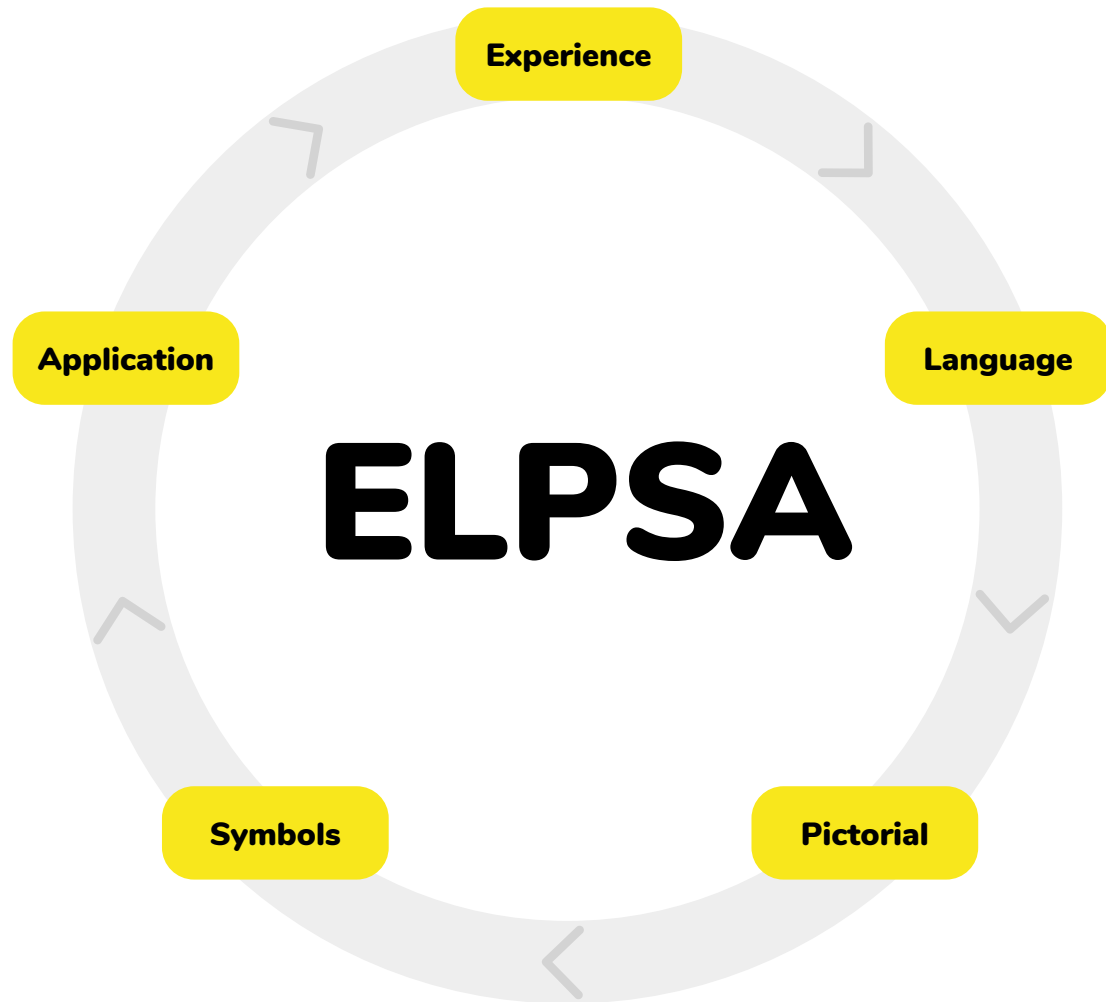 Experience
Language
Pictorial
Symbols
Application
ELPSA